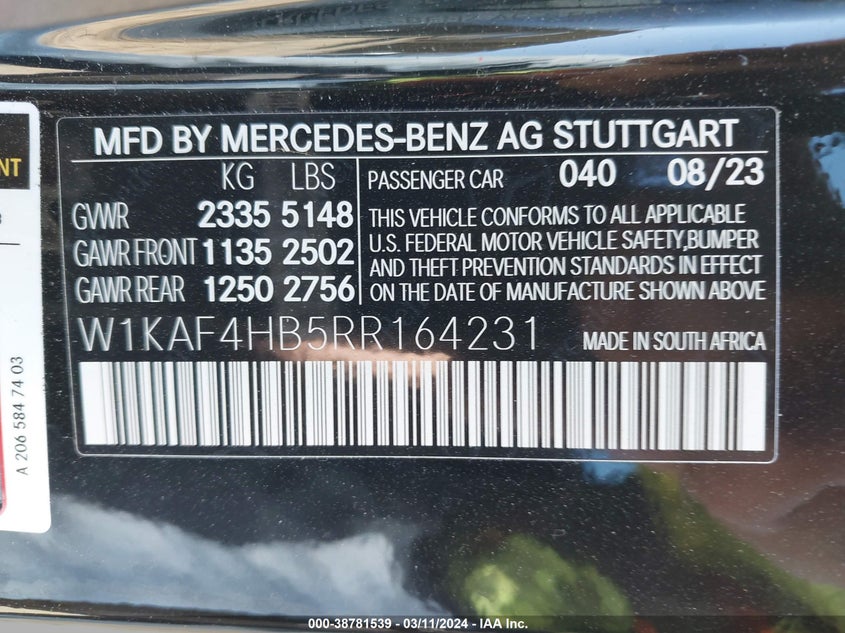 MFD BY MERCEDES-BENZ AG STUTTGART
KG LBS
GVWR 2335 5148
GAWR FRONT 1135 2502
GAWR REAR 1250 2756
PASSENGER CAR 040 08/23
THIS VEHICLE CONFORMS TO ALL APPLICABLE
U.S. FEDERAL MOTOR VEHICLE SAFETY,BUMPER
AND THEFT PREVENTION STANDARDS IN EFFECT
ON THE DATE OF MANUFACTURE SHOWN ABOVE
W1KAF4HB5RR164231 MADE IN SOUTH AFRICA
A 206 584 74 03
000-38781539 - 03/11/2024 - IAA Inc.